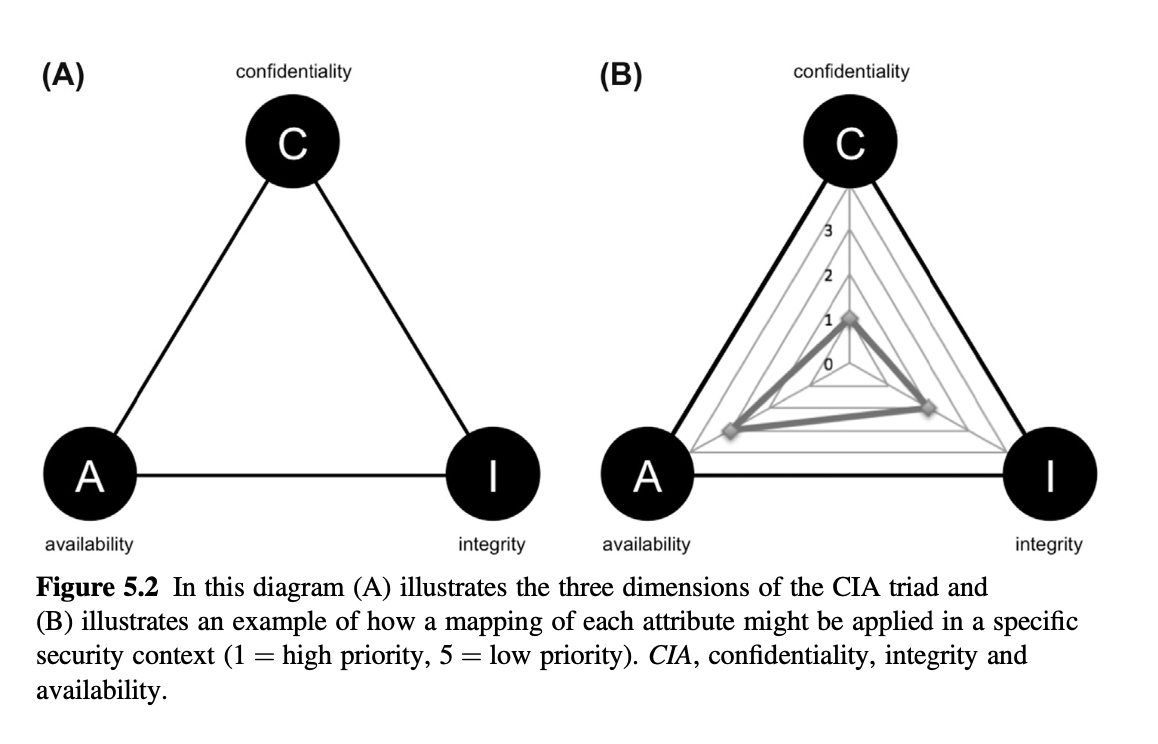 (A)
confidentiality
C
A
I
availability
integrity
(B)
confidentiality
C
3
2
1
0
A
I
availability
integrity
Figure 5.2 In this diagram (A) illustrates the three dimensions of the CIA triad and
(B) illustrates an example of how a mapping of each attribute might be applied in a specific
security context (1 = high priority, 5 = low priority). CIA, confidentiality, integrity and
availability.